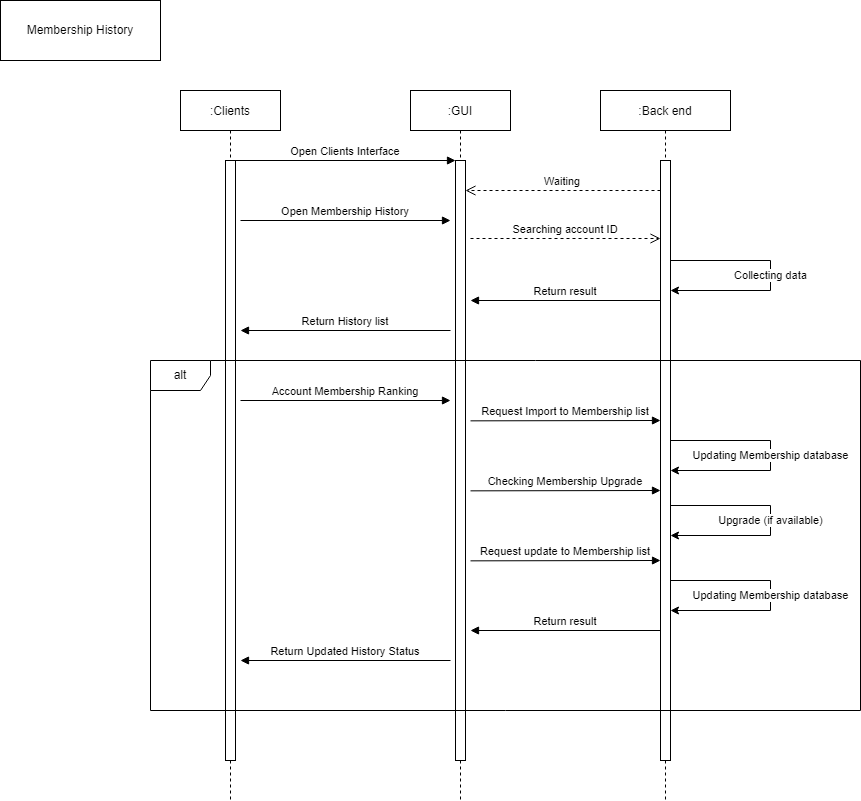 Membership History
:Clients
:GUI
:Back end
Open Clients Interface
Waiting
Open Membership History
Searching account ID
Collecting data
Return result
Return History list
alt
Account Membership Ranking
Request Import to Membership list
Updating Membership database
Checking Membership Upgrade
Upgrade (if available)
Request update to Membership list
Updating Membership database
Return result
Return Updated History Status